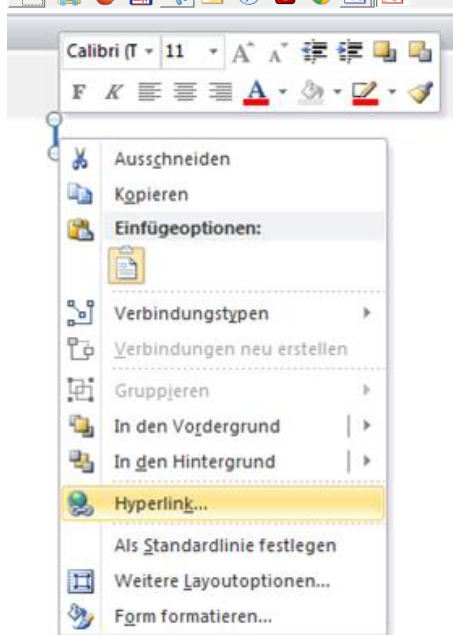 Calibri (T 11 A A
F K A
Ausschneiden
Kopieren
Einfügeoptionen:
Verbindungstypen
Verbindungen neu erstellen
Gruppieren
In den Vordergrund
In den Hintergrund
Hyperlink...
Als Standardlinie festlegen
Weitere Layoutoptionen...
Form formatieren...